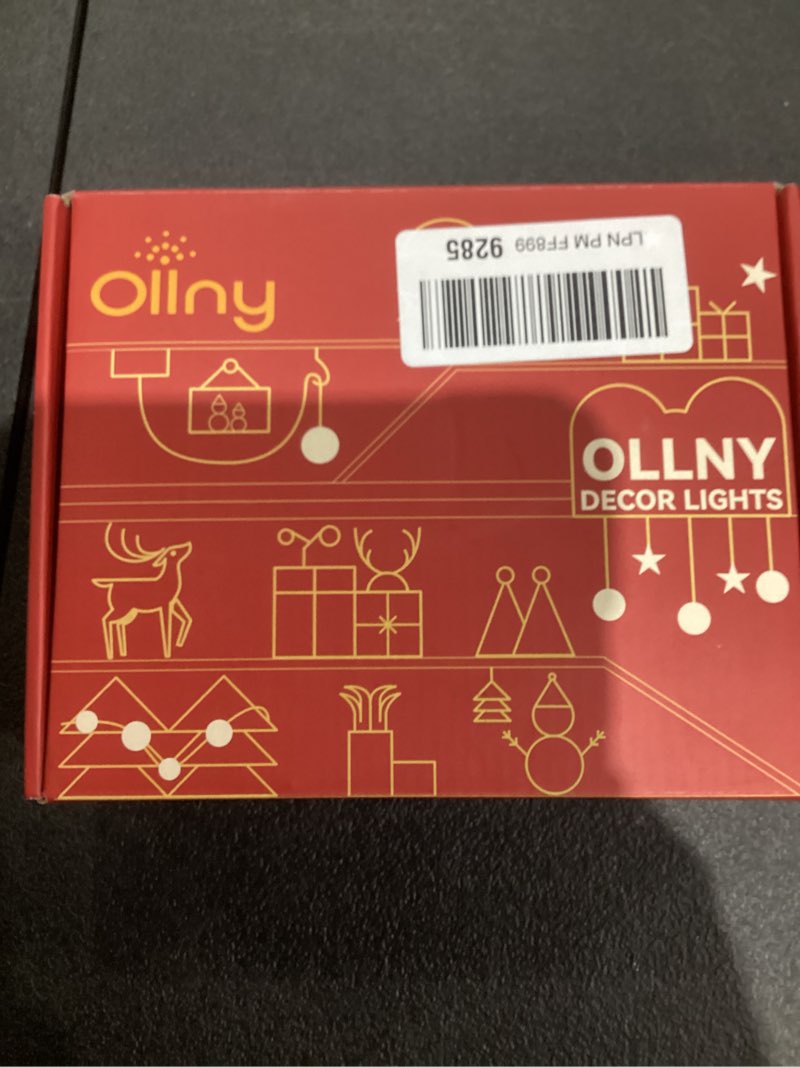 Ollny
LPN PM FF899 9285
OLLNY
DECOR LIGHTS